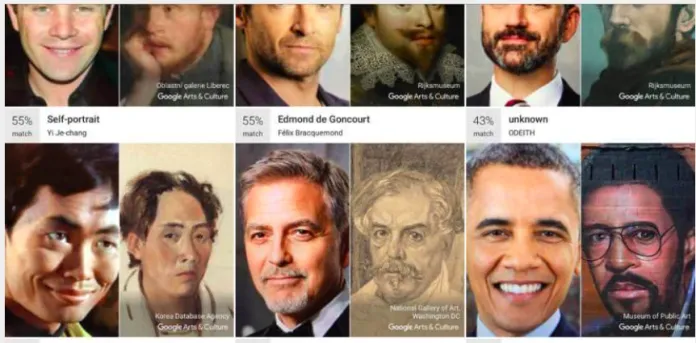 Oblastní galerie Liberec
Google Arts & Culture
Rijksmuseum
Google Arts & Culture
Rijksmuseum
Google Arts & Culture
55%
match
Self-portrait
Yi Je-chang
55%
match
Edmond de Goncourt
Félix Bracquemond
43%
match
unknown
ODEITH
Korea Database Agency
Google Arts & Culture
National Gallery of Art,
Washington DC
Google Arts & Culture
Museum of Public Art
Google Arts & Culture